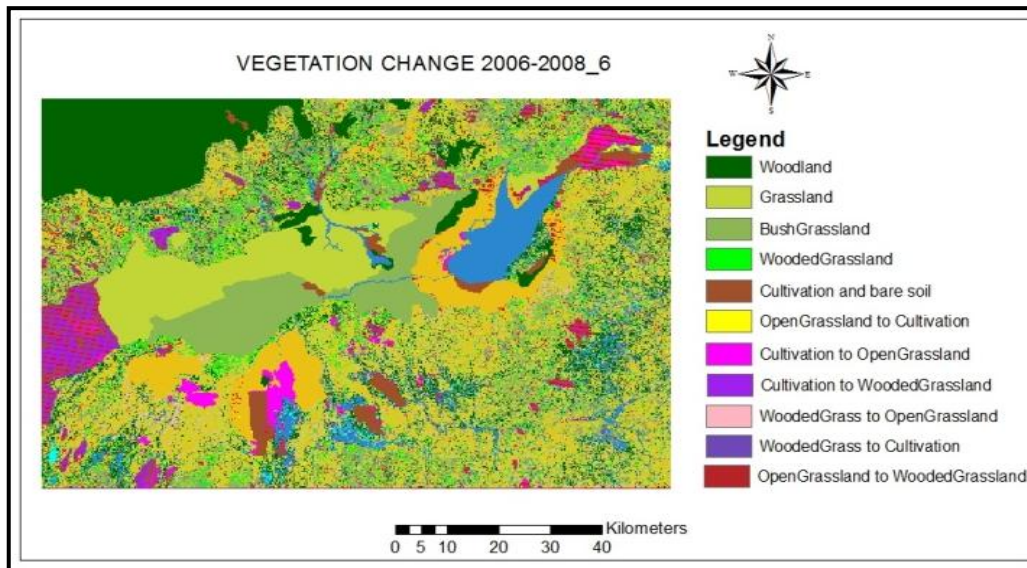 VEGETATION CHANGE 2006-2008_6
N
W E
S
Legend
Woodland
Grassland
BushGrassland
WoodedGrassland
Cultivation and bare soil
OpenGrassland to Cultivation
Cultivation to OpenGrassland
Cultivation to WoodedGrassland
WoodedGrass to OpenGrassland
WoodedGrass to Cultivation
OpenGrassland to WoodedGrassland
Kilometers
0 5 10 20 30 40